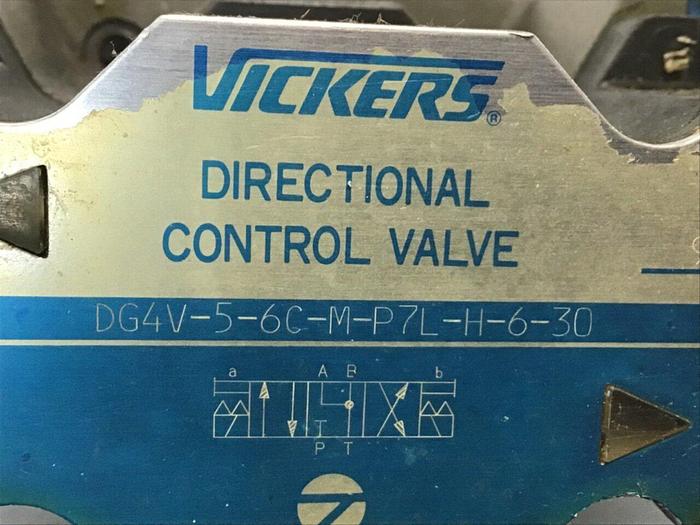 VICKERS®
DIRECTIONAL
CONTROL VALVE
DG4V-5-6C-M-P7L-H-6-30
a A B b
P T